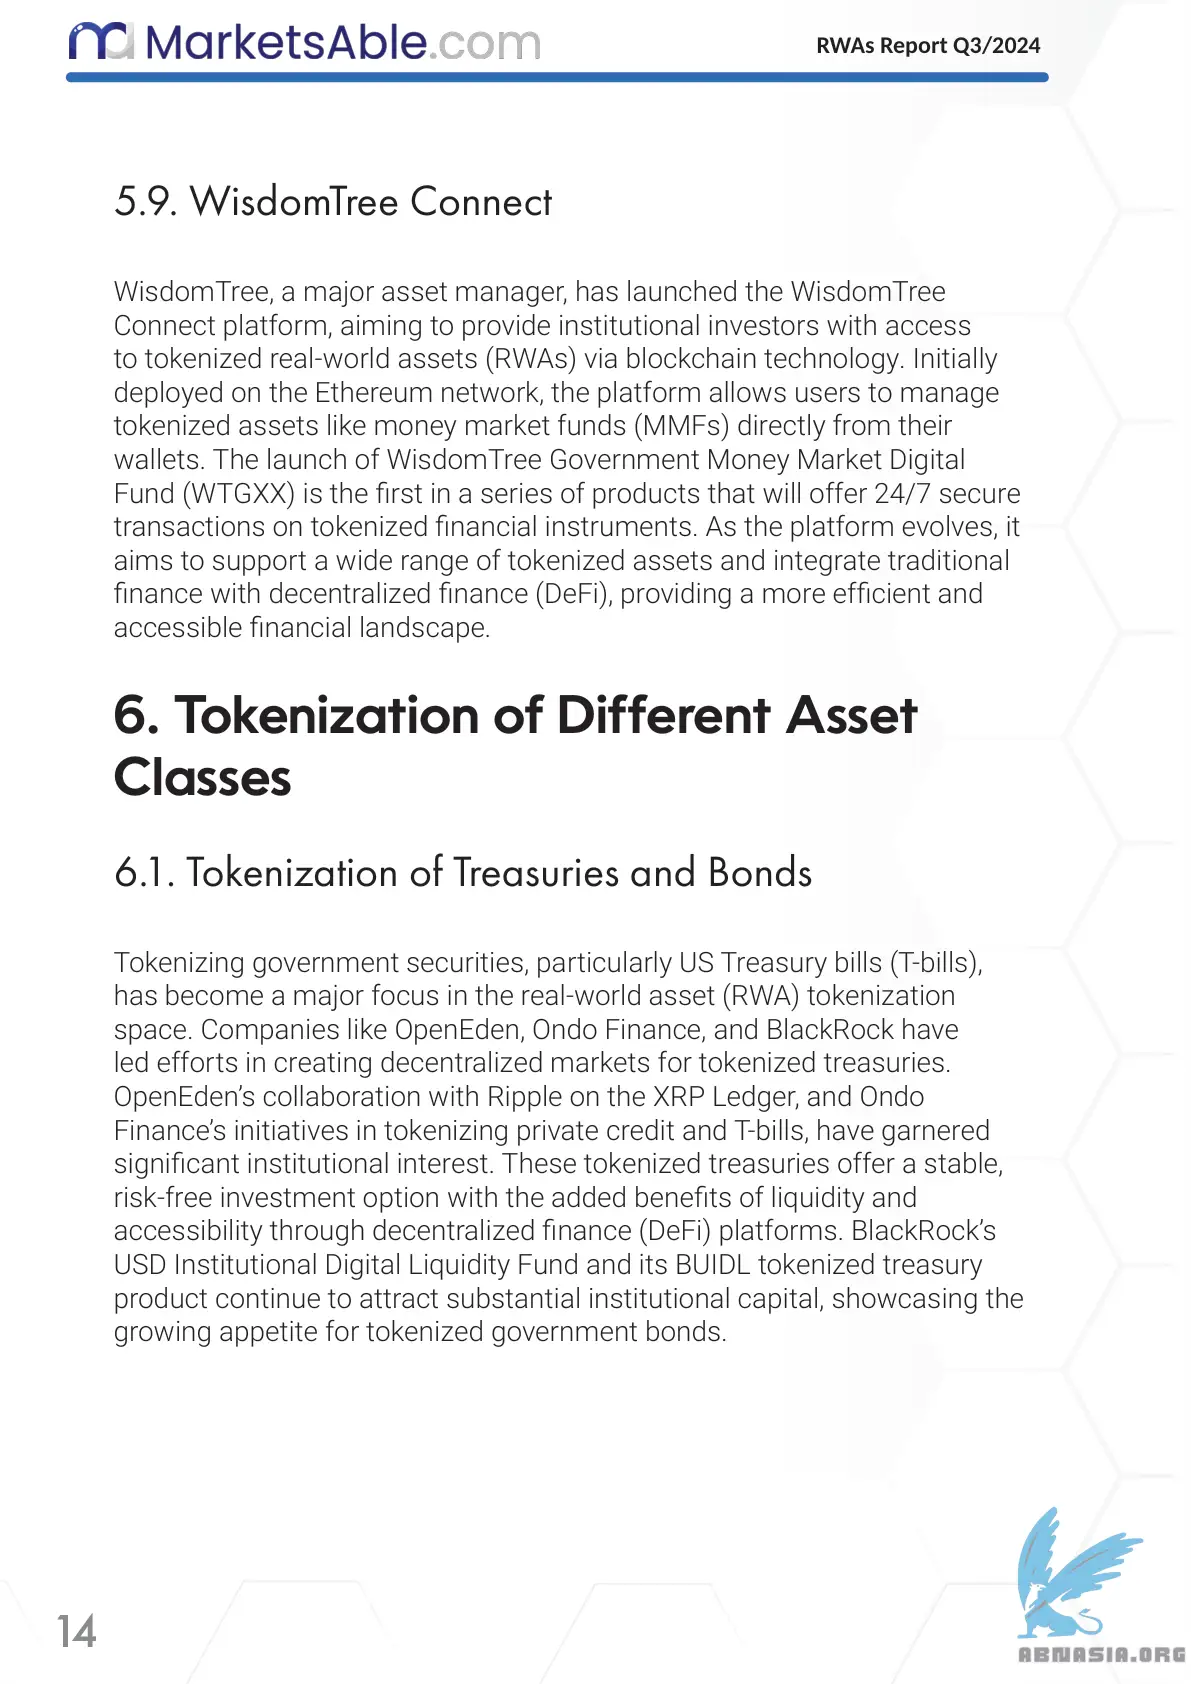 MarketsAble.com
RWAs Report Q3/2024
5.9. WisdomTree Connect
WisdomTree, a major asset manager, has launched the WisdomTree
Connect platform, aiming to provide institutional investors with access
to tokenized real-world assets (RWAs) via blockchain technology. Initially
deployed on the Ethereum network, the platform allows users to manage
tokenized assets like money market funds (MMFs) directly from their
wallets. The launch of WisdomTree Government Money Market Digital
Fund (WTGXX) is the first in a series of products that will offer 24/7 secure
transactions on tokenized financial instruments. As the platform evolves, it
aims to support a wide range of tokenized assets and integrate traditional
finance with decentralized finance (DeFi), providing a more efficient and
accessible financial landscape.
6. Tokenization of Different Asset
Classes
6.1. Tokenization of Treasuries and Bonds
Tokenizing government securities, particularly US Treasury bills (T-bills),
has become a major focus in the real-world asset (RWA) tokenization
space. Companies like OpenEden, Ondo Finance, and BlackRock have
led efforts in creating decentralized markets for tokenized treasuries.
OpenEden’s collaboration with Ripple on the XRP Ledger, and Ondo
Finance’s initiatives in tokenizing private credit and T-bills, have garnered
significant institutional interest. These tokenized treasuries offer a stable,
risk-free investment option with the added benefits of liquidity and
accessibility through decentralized finance (DeFi) platforms. BlackRock’s
USD Institutional Digital Liquidity Fund and its BUIDL tokenized treasury
product continue to attract substantial institutional capital, showcasing the
growing appetite for tokenized government bonds.
14
ABNASIA.ORG